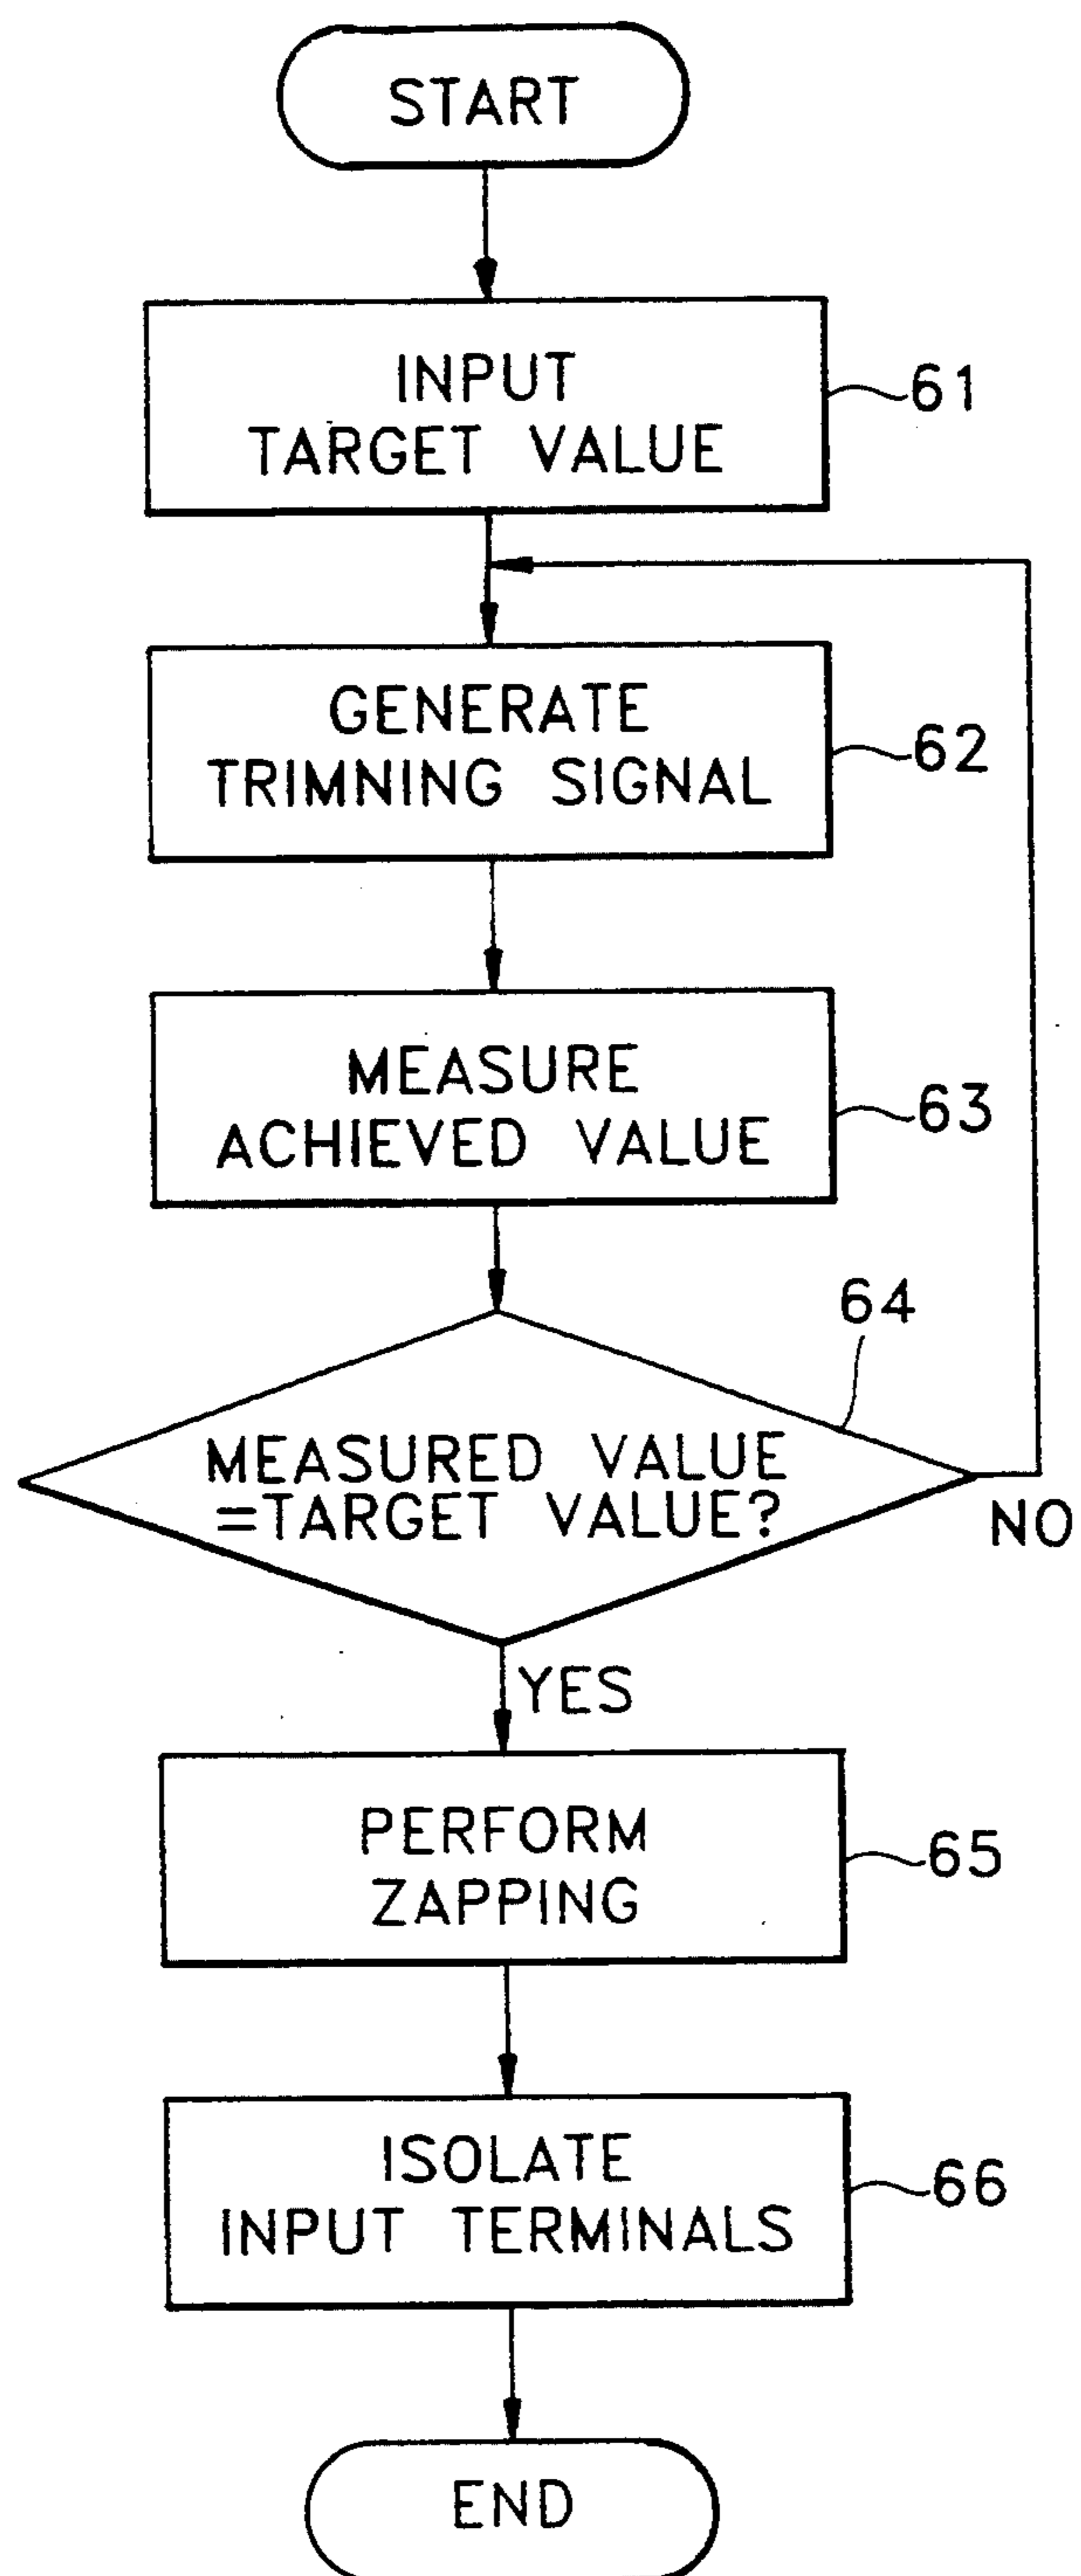 START
INPUT
TARGET VALUE
61
GENERATE
TRIMNING SIGNAL
62
MEASURE
ACHIEVED VALUE
63
64
MEASURED VALUE
=TARGET VALUE?
NO
YES
PERFORM
ZAPPING
65
ISOLATE
INPUT TERMINALS
66
END